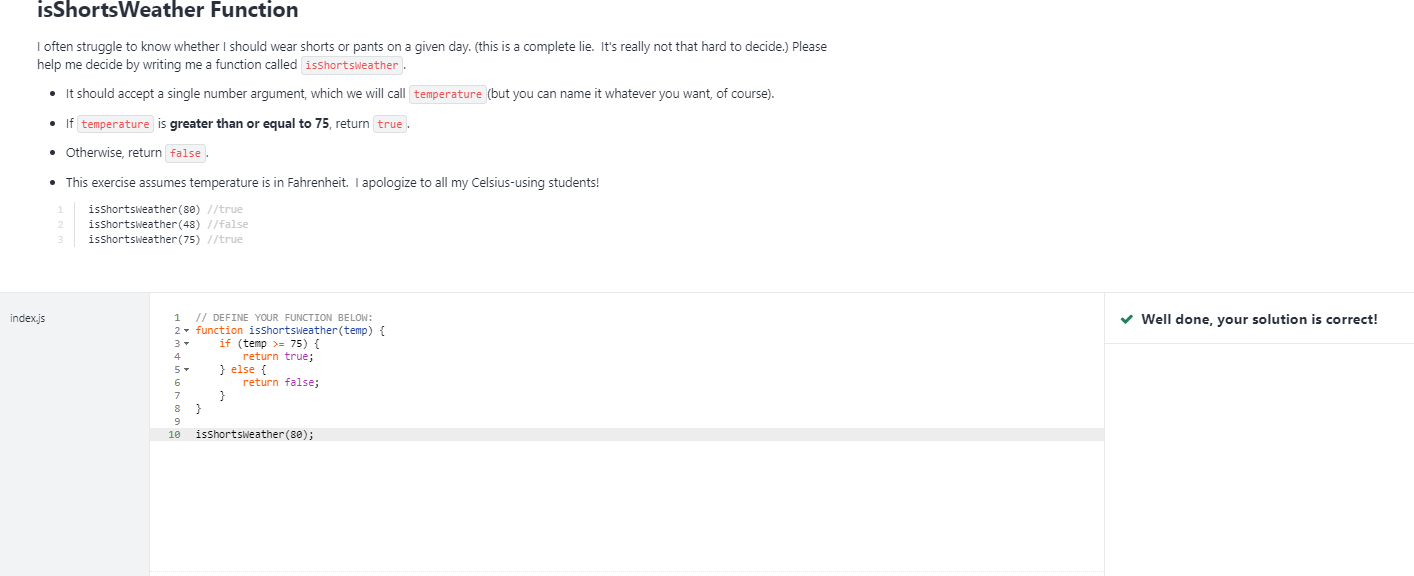 isShortsWeather Function
I often struggle to know whether I should wear shorts or pants on a given day. (this is a complete lie.  It's really not that hard to decide.) Please
help me decide by writing me a function called isShortsWeather.
It should accept a single number argument, which we will call temperature (but you can name it whatever you want, of course).
If temperature is greater than or equal to 75, return true.
Otherwise, return false.
This exercise assumes temperature is in Fahrenheit.  I apologize to all my Celsius-using students!
1 isShortsWeather(80) //true
2 isShortsWeather(48) //false
3 isShortsWeather(75) //true
index.js
1 // DEFINE YOUR FUNCTION BELOW:
2 function isShortsWeather(temp) {
3     if (temp >= 75) {
4         return true;
5     } else {
6         return false;
7     }
8 }
9
10 isShortsWeather(80);
Well done, your solution is correct!